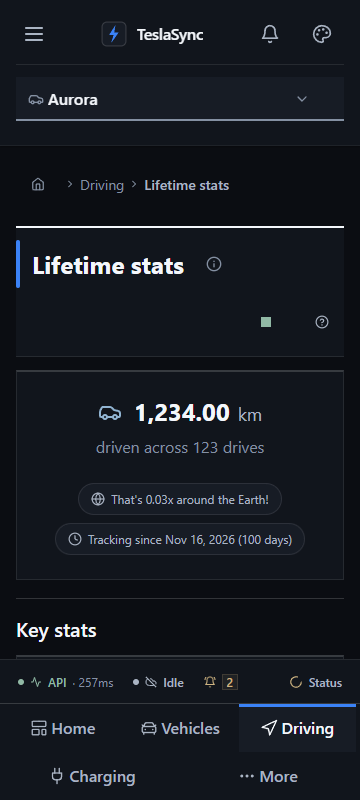 TeslaSync
Aurora
Driving Lifetime stats
Lifetime stats
1,234.00 km
driven across 123 drives
That's 0.03x around the Earth!
Tracking since Nov 16, 2026 (100 days)
Key stats
API · 257ms Idle 2 Status
Home Vehicles Driving
Charging More